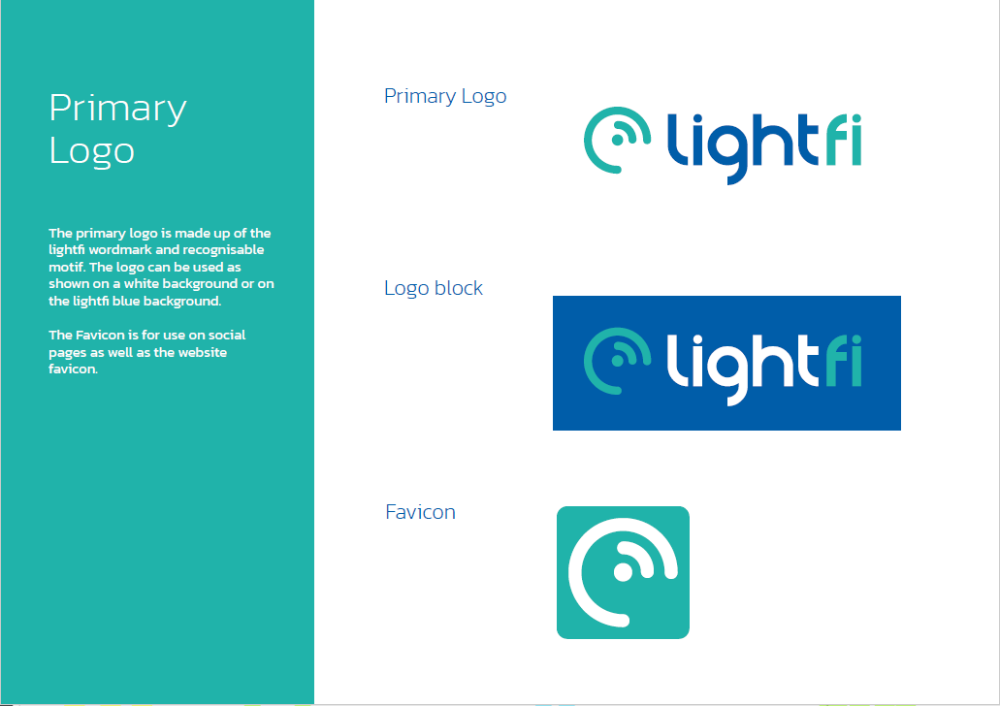 Primary
Logo
The primary logo is made up of the
lightfi wordmark and recognisable
motif. The logo can be used as
shown on a white background or on
the lightfi blue background.
The Favicon is for use on social
pages as well as the website
favicon.
Primary Logo
lightfi
Logo block
lightfi
Favicon